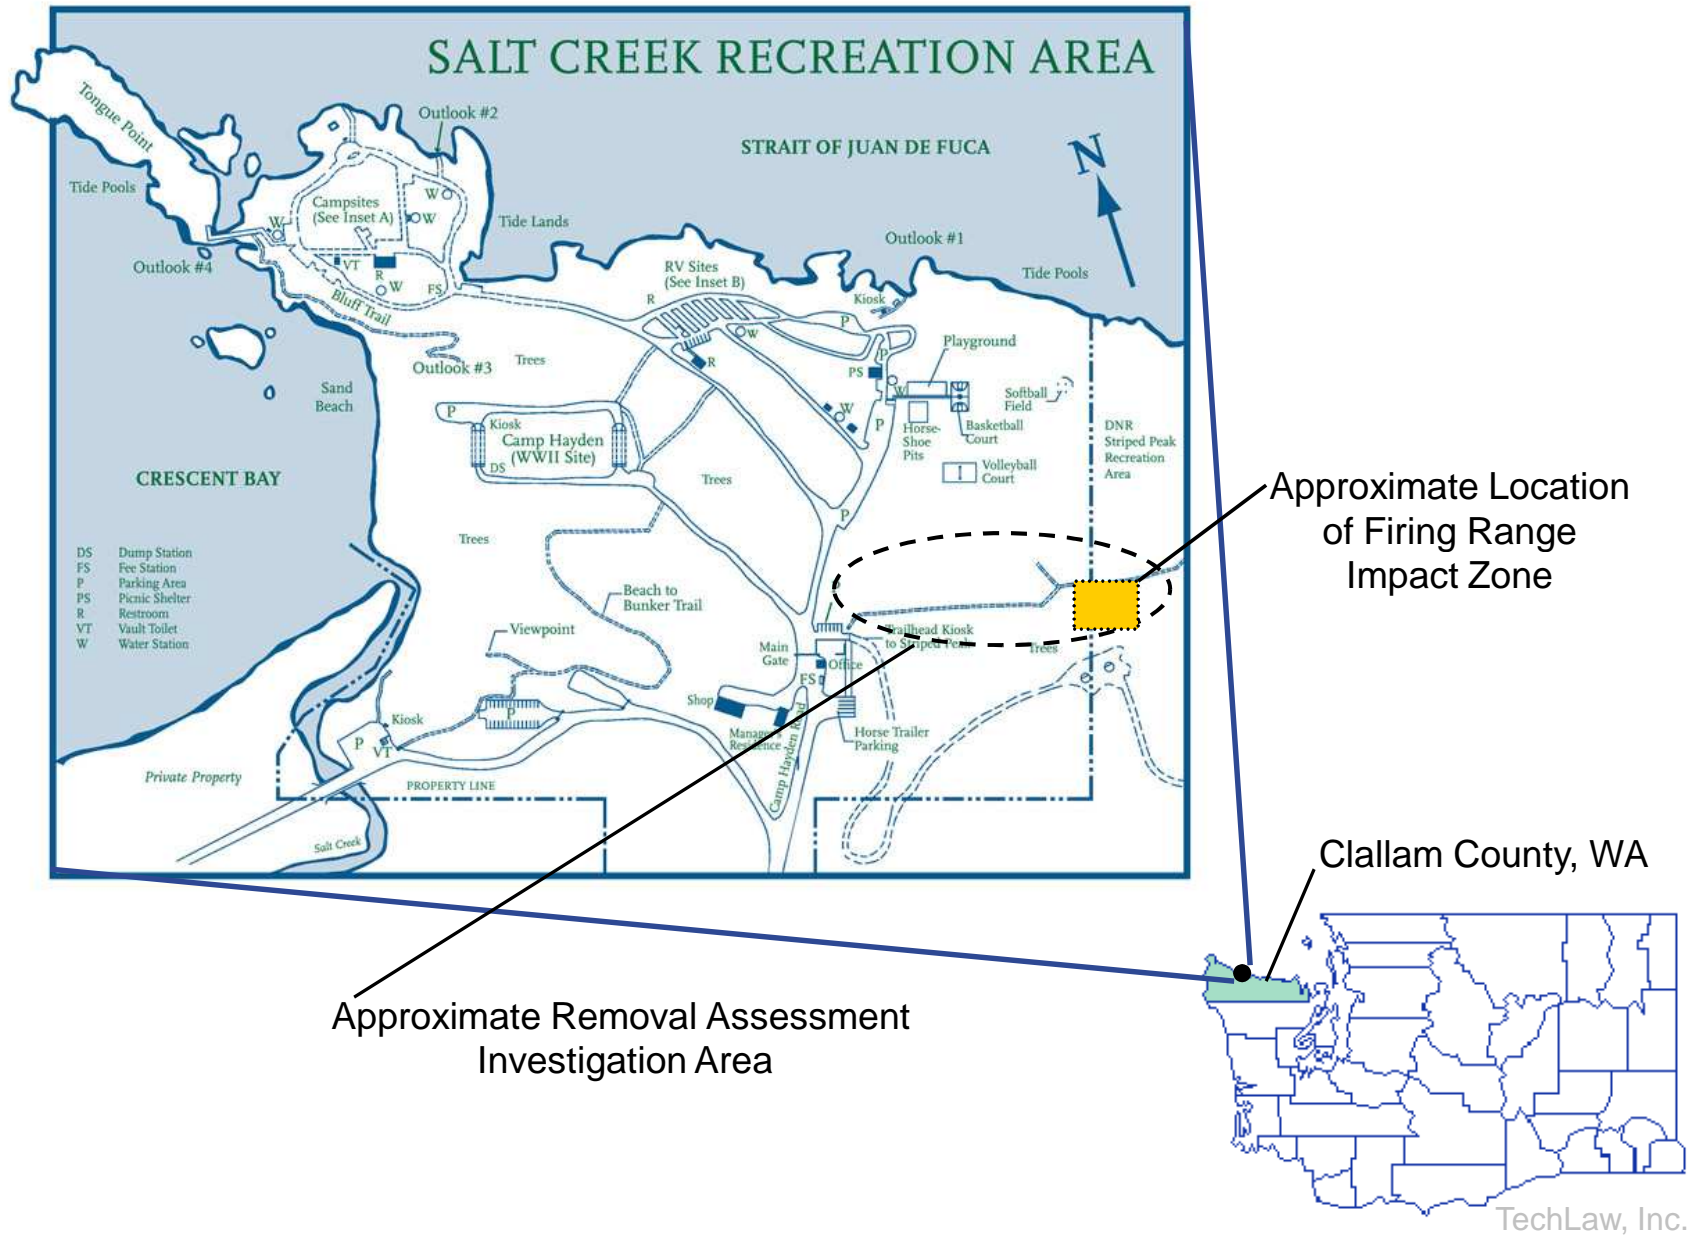 SALT CREEK RECREATION AREA
Outlook #2
STRAIT OF JUAN DE FUCA
N
Tongue Point
Tide Pools
Campsites
(See Inset A)
W
W
W
Tide Lands
Outlook #1
Outlook #4
VT
R
W
FS
Bluff Trail
RV Sites
(See Inset B)
R
Tide Pools
Kiosk
P
W
Outlook #3
Trees
R
P
PS
W
Playground
Sand
Beach
Softball
Field
P
Kiosk
Camp Hayden
(WWII Site)
DS
W
P
Horse-
Shoe
Pits
Basketball
Court
Volleyball
Court
DNR
Striped Peak
Recreation
Area
CRESCENT BAY
Trees
P
Trees
Approximate Location
of Firing Range
Impact Zone
DS Dump Station
FS Fee Station
P Parking Area
PS Picnic Shelter
R Restroom
VT Vault Toilet
W Water Station
Beach to
Bunker Trail
Viewpoint
Main
Gate
Trailhead Kiosk
to Striped Peak
Trees
Office
FS
Shop
Manager's
Residence
Camp Hayden Road
Horse Trailer
Parking
P
Kiosk
P
VT
Private Property
PROPERTY LINE
Salt Creek
Clallam County, WA
Approximate Removal Assessment
Investigation Area
TechLaw, Inc.